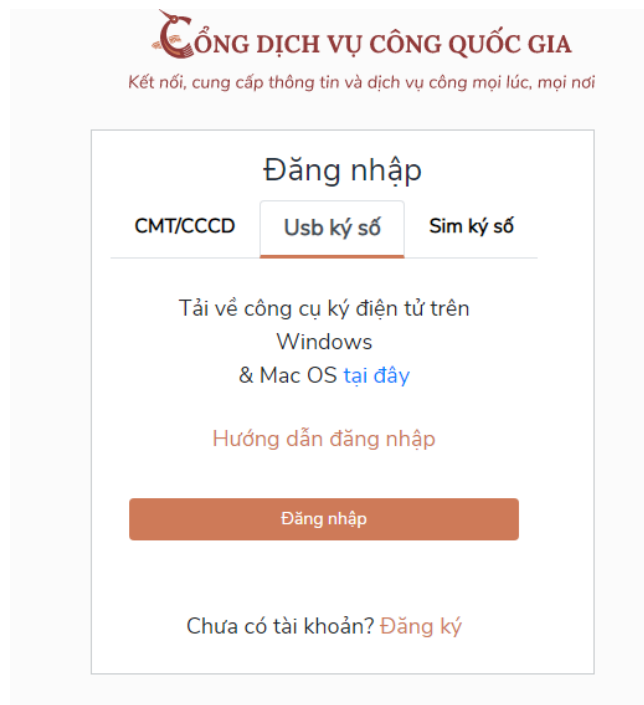 CỔNG DỊCH VỤ CÔNG QUỐC GIA
Kết nối, cung cấp thông tin và dịch vụ công mọi lúc, mọi nơi
Đăng nhập
CMT/CCCD Usb ký số Sim ký số
Tải về công cụ ký điện tử trên
Windows
& Mac OS tại đây
Hướng dẫn đăng nhập
Đăng nhập
Chưa có tài khoản? Đăng ký